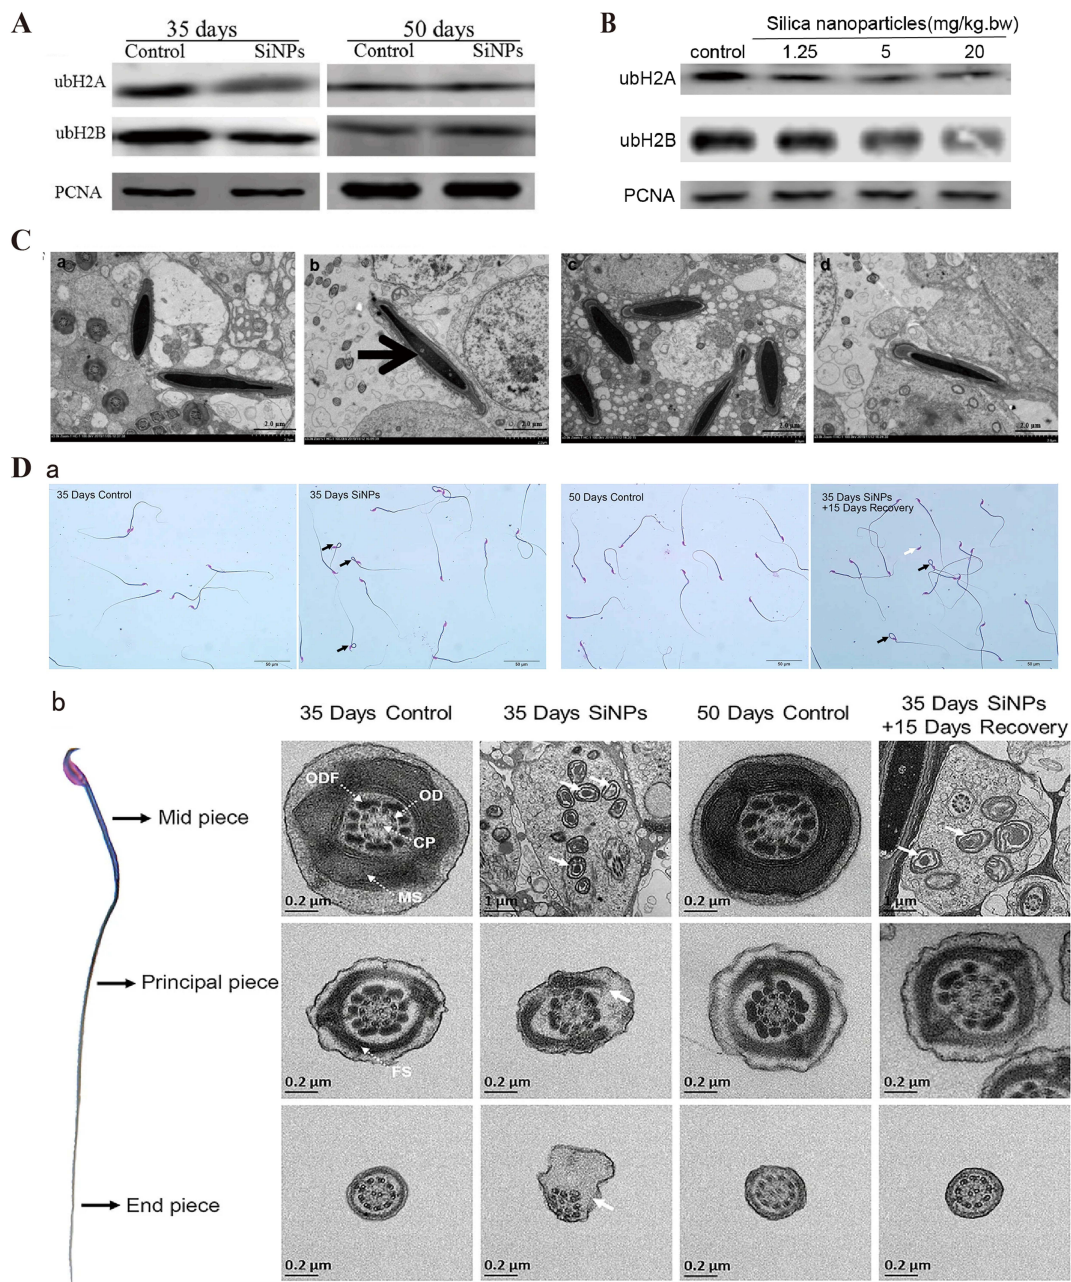 A
35 days
50 days
Control
SiNPs
Control
SiNPs
ubH2A
ubH2B
PCNA
B
Silica nanoparticles(mg/kg.bw)
control
1.25
5
20
ubH2A
ubH2B
PCNA
C
a
b
c
d
2.0 μm
2.0 μm
2.0 μm
2.0 μm
D
a
35 Days Control
35 Days SiNPs
50 Days Control
35 Days SiNPs
+15 Days Recovery
50 μm
50 μm
50 μm
50 μm
b
35 Days Control
35 Days SiNPs
50 Days Control
35 Days SiNPs
+15 Days Recovery
Mid piece
ODF
OD
CP
MS
0.2 μm
1 μm
0.2 μm
1 μm
Principal piece
FS
0.2 μm
0.2 μm
0.2 μm
0.2 μm
End piece
0.2 μm
0.2 μm
0.2 μm
0.2 μm